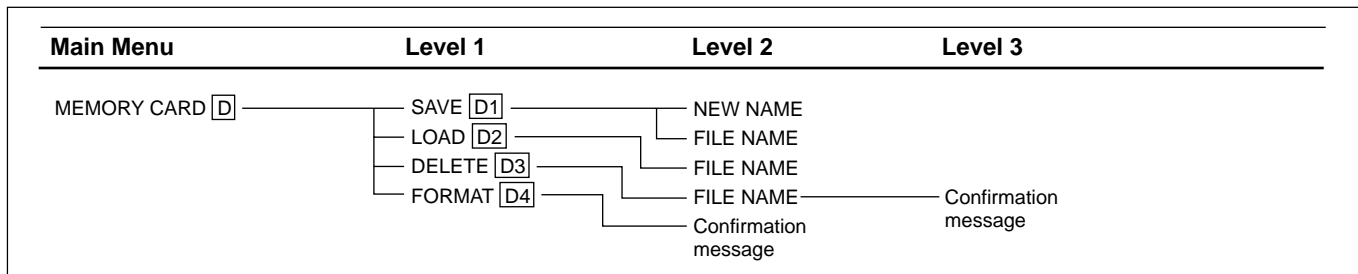 Main Menu Level 1 Level 2 Level 3
MEMORY CARD D SAVE D1 NEW NAME
LOAD D2 FILE NAME
DELETE D3 FILE NAME
FORMAT D4 FILE NAME Confirmation
message
Confirmation
message